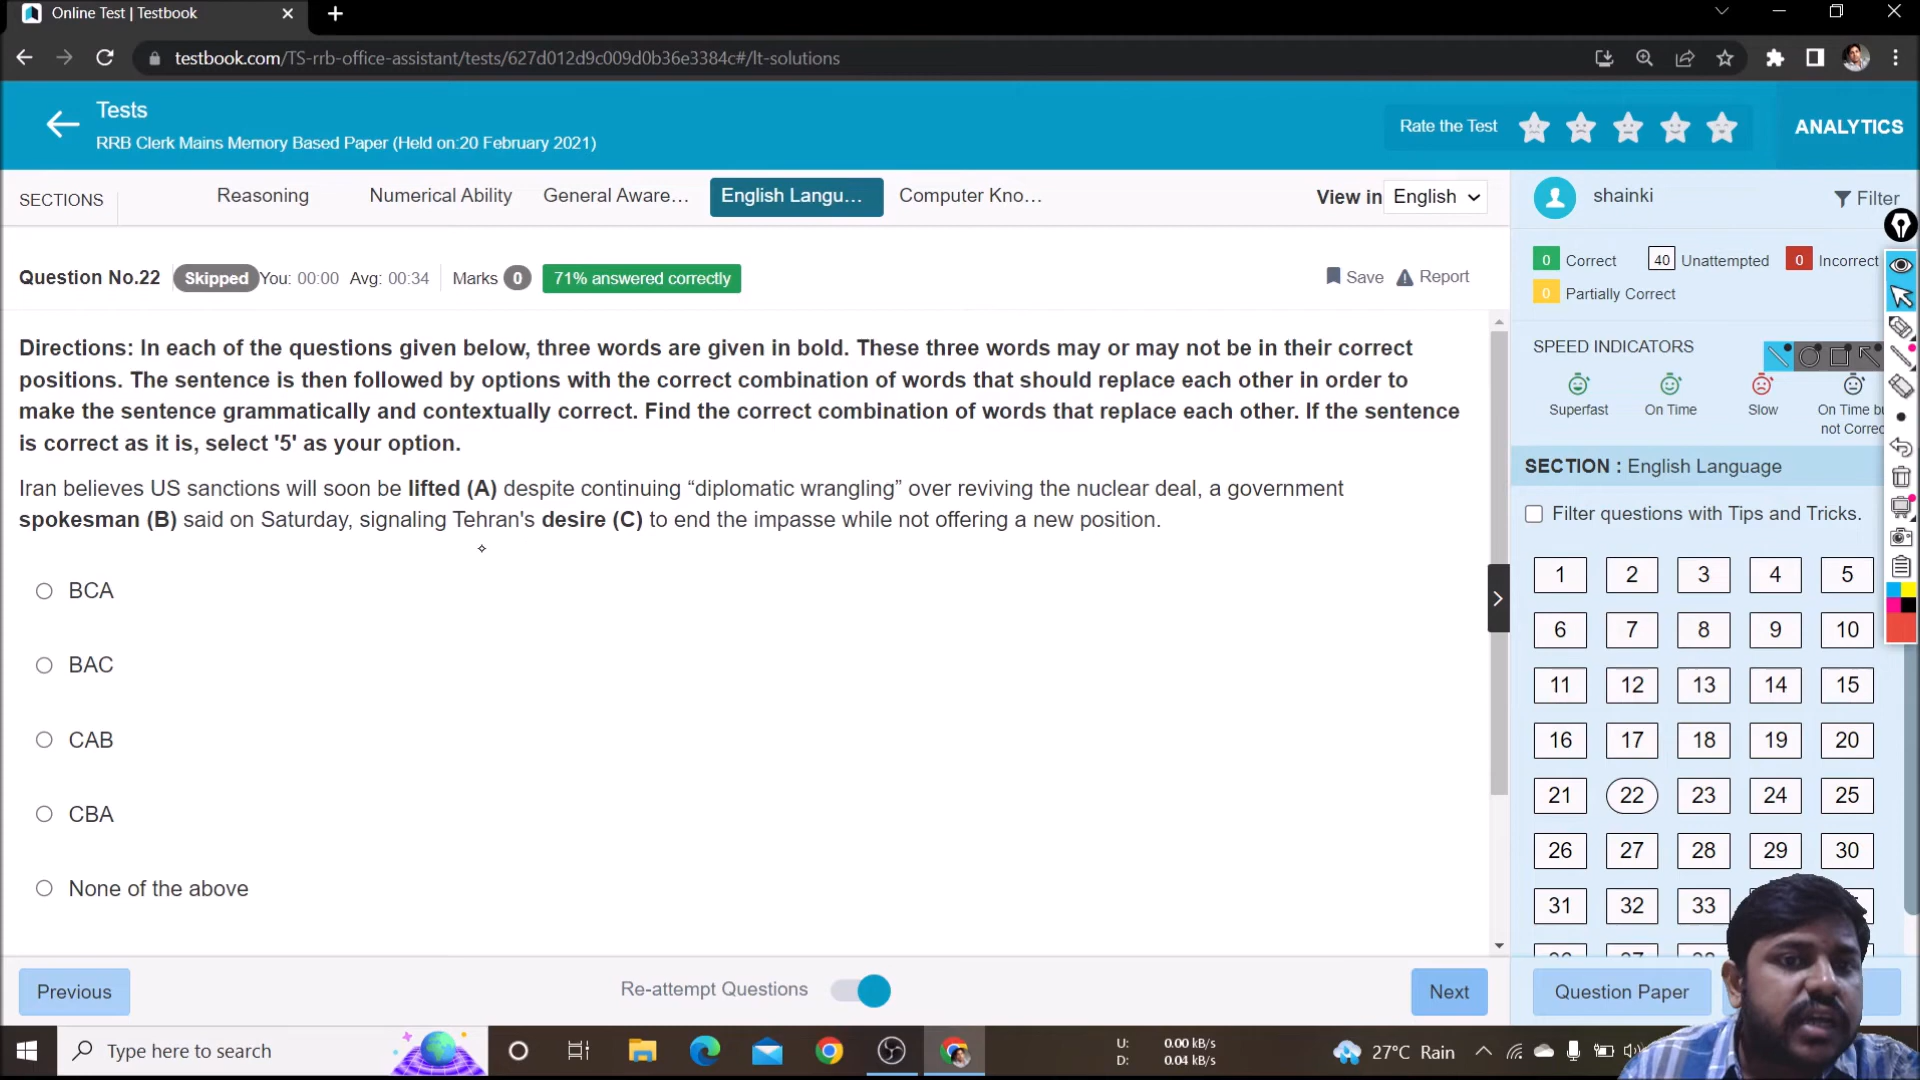 Online Test | Testbook
testbook.com/TS-rrb-office-assistant/tests/627d012d9c009d0b36e3384c#/lt-solutions
Tests
RRB Clerk Mains Memory Based Paper (Held on:20 February 2021)
Rate the Test
ANALYTICS
SECTIONS
Reasoning
Numerical Ability
General Aware...
English Langu...
Computer Kno...
View in English
shainki
Filter
Question No.22 Skipped You: 00:00 Avg: 00:34 Marks 0 71% answered correctly
Save Report
0 Correct 40 Unattempted 0 Incorrect
0 Partially Correct
Directions: In each of the questions given below, three words are given in bold. These three words may or may not be in their correct
positions. The sentence is then followed by options with the correct combination of words that should replace each other in order to
make the sentence grammatically and contextually correct. Find the correct combination of words that replace each other. If the sentence
is correct as it is, select '5' as your option.
Iran believes US sanctions will soon be lifted (A) despite continuing “diplomatic wrangling” over reviving the nuclear deal, a government
spokesman (B) said on Saturday, signaling Tehran's desire (C) to end the impasse while not offering a new position.
BCA
BAC
CAB
CBA
None of the above
SPEED INDICATORS
Superfast On Time Slow On Time bu
not Correc
SECTION : English Language
Filter questions with Tips and Tricks.
1 2 3 4 5
6 7 8 9 10
11 12 13 14 15
16 17 18 19 20
21 22 23 24 25
26 27 28 29 30
31 32 33
Previous
Re-attempt Questions
Next
Question Paper
Type here to search
U: 0.00 kB/s
D: 0.04 kB/s
27°C Rain